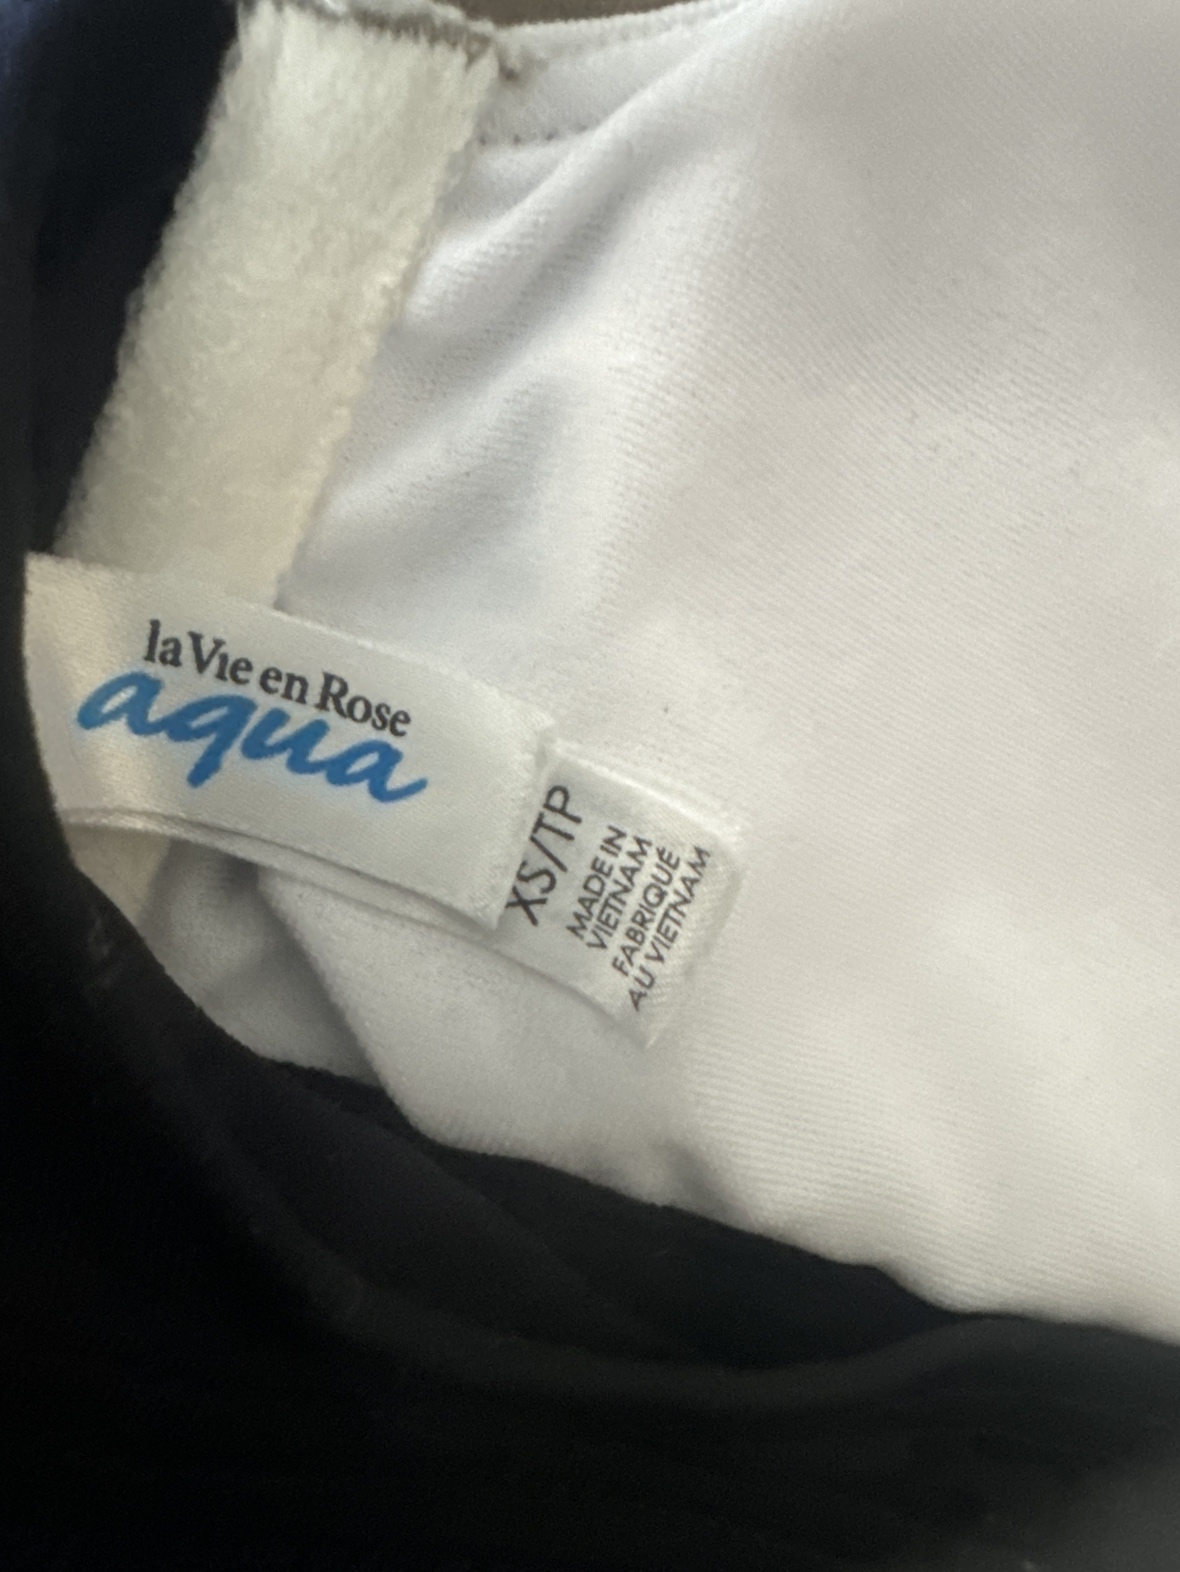 la Vie en Rose
aqua
XS/TP
MADE IN
VIETNAM
FABRIQUÉ
AU VIETNAM